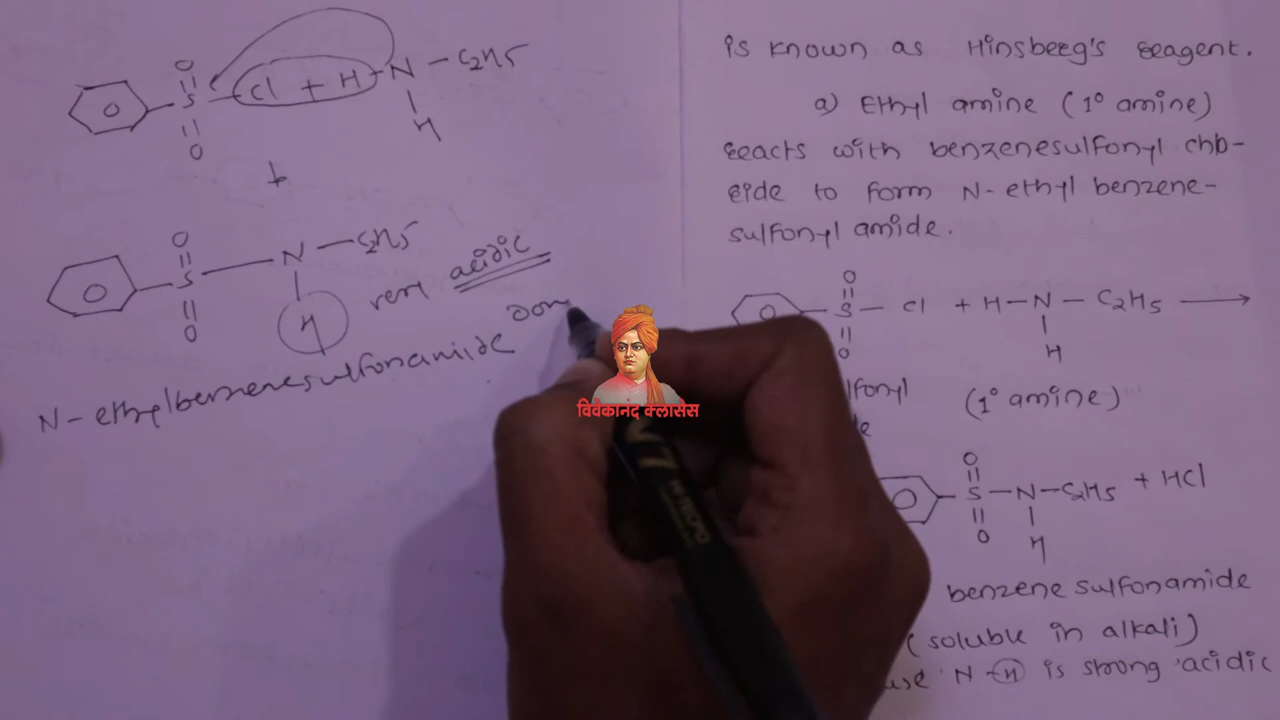 O
||
S – Cl + H – N – C2H5
||
O
H
O
||
S – N – C2H5
||
O
H
very acidic
N- ethylbenzenesulfonamide
is known as Hinsberg's reagent.
a) Ethyl amine (1° amine)
reacts with benzenesulfonyl chlo-
ride to form N- ethyl benzene-
sulfonyl amide.
O
||
S – Cl + H – N – C2H5 →
||
O
H
(1° amine)
O
||
S – N – C2H5 + HCl
||
O
H
benzene sulfonamide
(soluble in alkali)
N – H is strong acidic
विवेकानंद क्लासेस